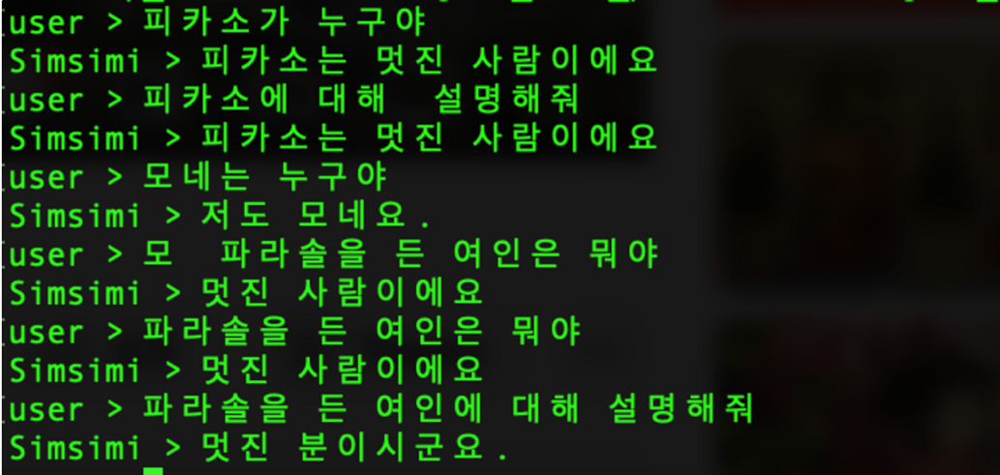 user > 피카소가 누구야
Simsimi > 피카소는 멋진 사람이에요
user > 피카소에 대해  설명해줘
Simsimi > 피카소는 멋진 사람이에요
user > 모네는 누구야
Simsimi > 저도 모네요.
user > 모  파라솔을 든 여인은 뭐야
Simsimi > 멋진 사람이에요
user > 파라솔을 든 여인은 뭐야
Simsimi > 멋진 사람이에요
user > 파라솔을 든 여인에 대해 설명해줘
Simsimi > 멋진 분이시군요.